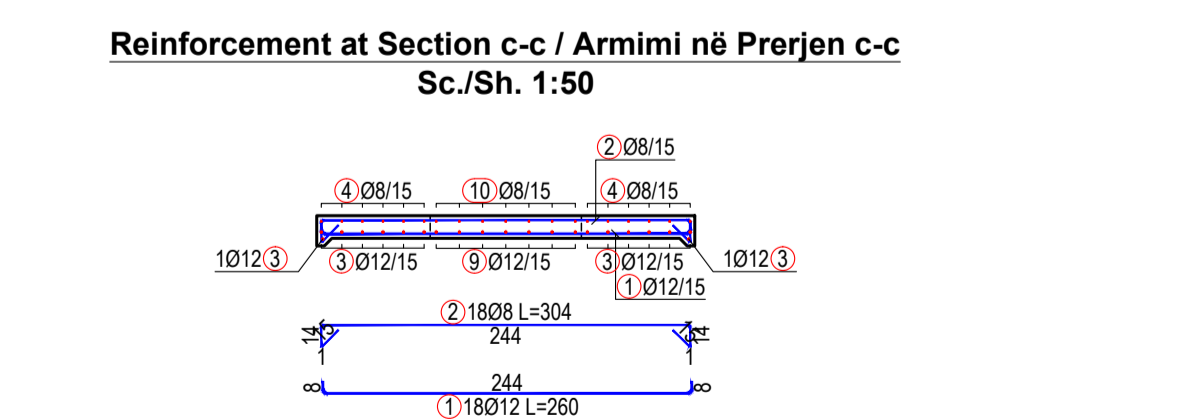 Reinforcement at Section c-c / Armimi në Prerjen c-c
Sc./Sh. 1:50
2 Ø8/15
4 Ø8/15 10 Ø8/15 4 Ø8/15
1Ø12 3 3 Ø12/15 9 Ø12/15 3 Ø12/15 1Ø12 3
1 Ø12/15
2 18Ø8 L=304
14 244 14
1 1
8 244 8
1 18Ø12 L=260